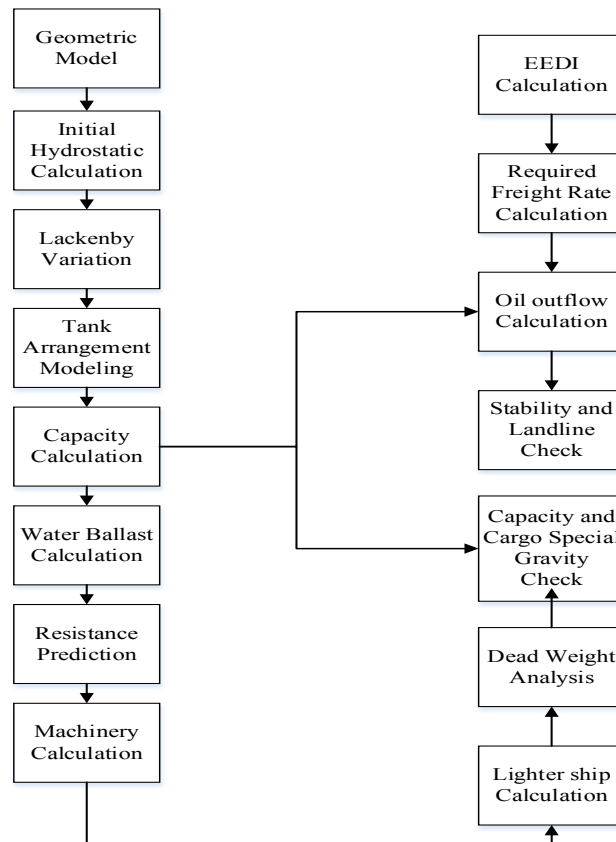 Geometric
Model
Initial
Hydrostatic
Calculation
Lackenby
Variation
Tank
Arrangement
Modeling
Capacity
Calculation
Water Ballast
Calculation
Resistance
Prediction
Machinery
Calculation
EEDI
Calculation
Required
Freight Rate
Calculation
Oil outflow
Calculation
Stability and
Landline
Check
Capacity and
Cargo Special
Gravity
Check
Dead Weight
Analysis
Lighter ship
Calculation